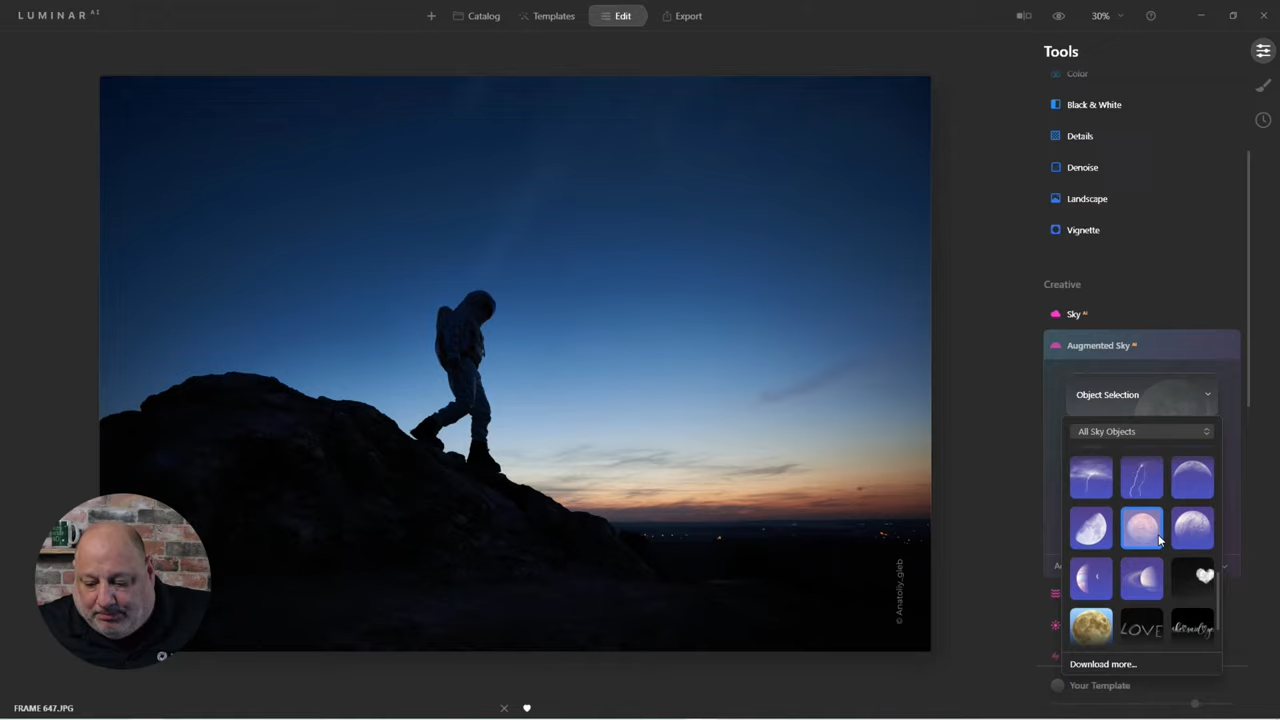 LUMINAR AI
Catalog
Templates
Edit
Export
30%
Tools
Color
Black & White
Details
Denoise
Landscape
Vignette
Creative
Sky AI
Augmented Sky AI
Object Selection
All Sky Objects
LOVE
Download more...
Your Template
© Anatoliy_gleb
FRAME 647.JPG